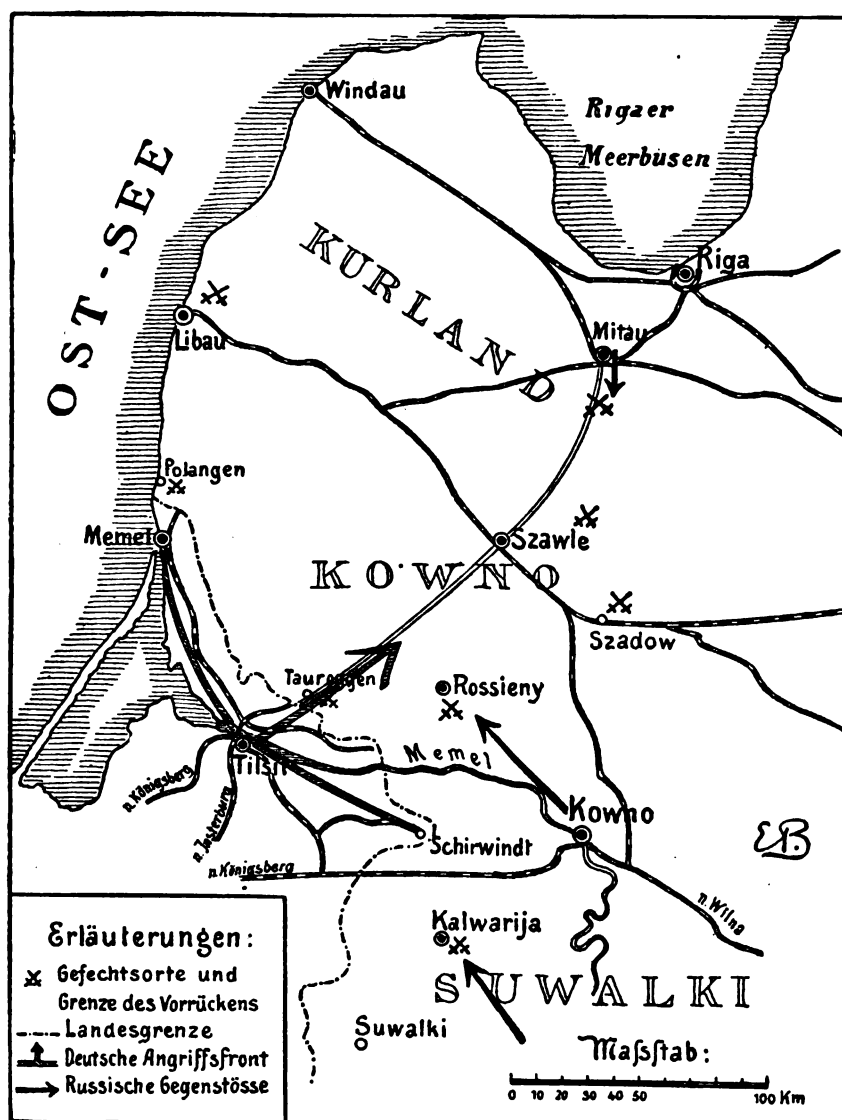 Windau
Rigaer
Meerbusen
OST-SEE
KURLAND
Riga
Libau
Mitau
Polangen
Memel
Szawle
KOWNO
Szadow
Tauroggen
Rossieny
Tilsit
Memel
n. Königsberg
n. Insterburg
Kowno
Schirwindt
n. Königsberg
EB.
n. Wilna
Kalwarija
SUWALKI
Suwalki
Erläuterungen:
Gefechtsorte und
Grenze des Vorrückens
Landesgrenze
Deutsche Angriffsfront
Russische Gegenstösse
Maſsſtab:
0 10 20 30 40 50 100 Km